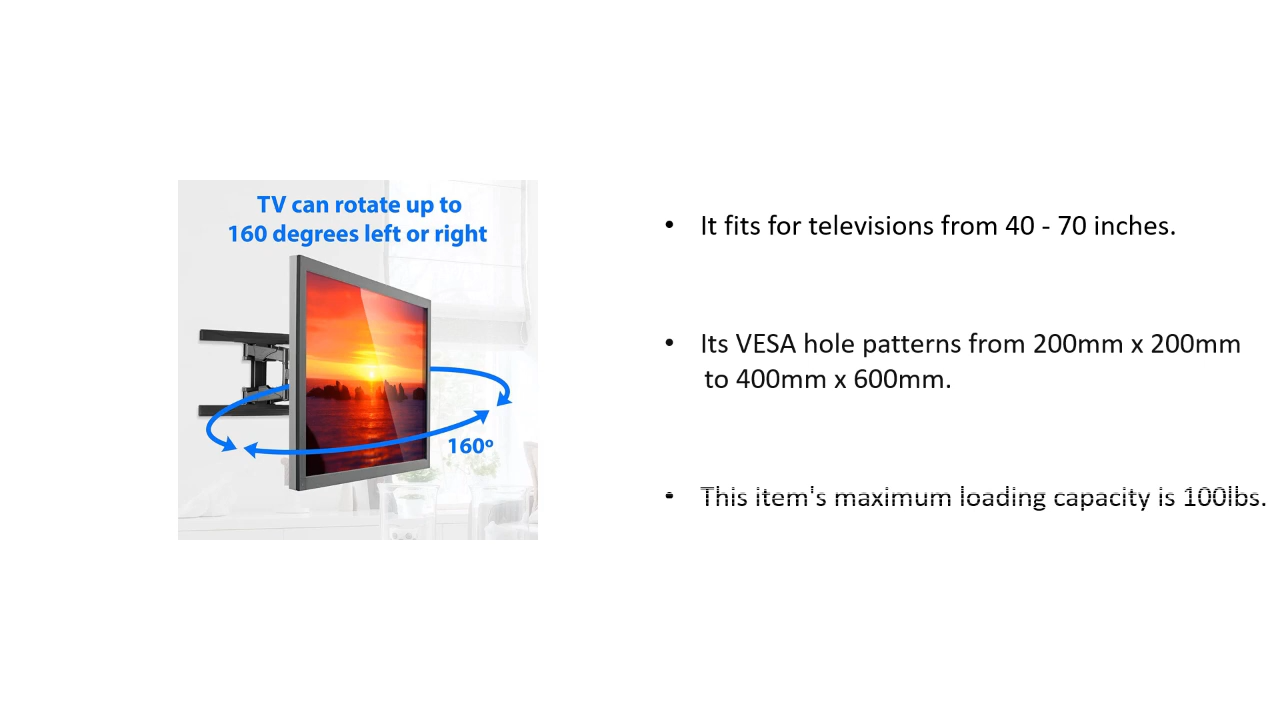 TV can rotate up to
160 degrees left or right
160º
• It fits for televisions from 40 - 70 inches.
• Its VESA hole patterns from 200mm x 200mm
to 400mm x 600mm.
• This item's maximum loading capacity is 100lbs.